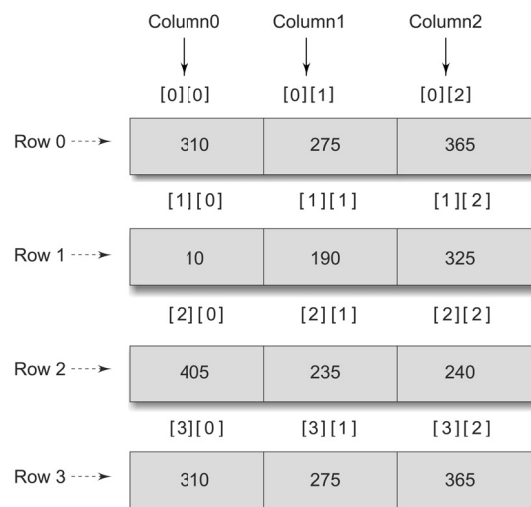 Column0 Column1 Column2
[0][0] [0][1] [0][2]
Row 0 310 275 365
[1][0] [1][1] [1][2]
Row 1 10 190 325
[2][0] [2][1] [2][2]
Row 2 405 235 240
[3][0] [3][1] [3][2]
Row 3 310 275 365